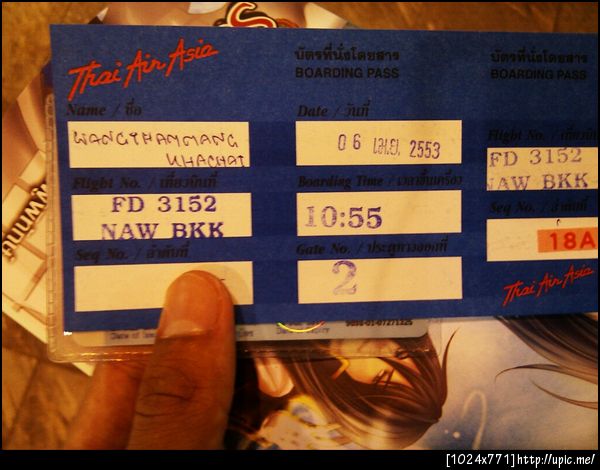 Thai Air Asia
บัตรที่นั่งโดยสาร
BOARDING PASS
บัตรที่นั่งโดยสาร
BOARDING PASS
Name / ชื่อ
WANGTHAMMANG
KHACHAI
Date / วันที่
06 เม.ย. 2553
Flight No. / เที่ยวบินที่
FD 3152
NAW BKK
Boarding Time / เวลาขึ้นเครื่อง
10:55
Seq No. / ลำดับที่
Gate No. / ประตูทางออกที่
2
Flight No. / เที่ยวบินที่
FD 3152
NAW BKK
Seq No. / ลำดับที่
18A
Thai Air Asia
[1024x771]http://upic.me/